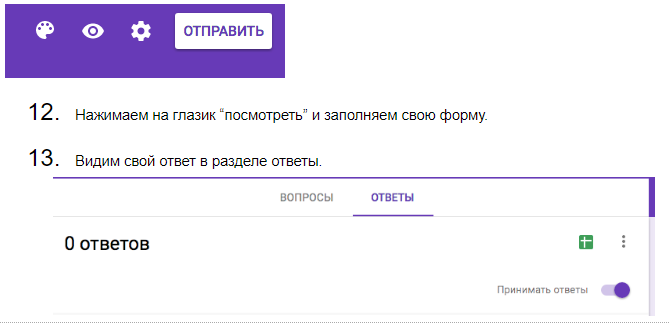 ОТПРАВИТЬ
12. Нажимаем на глазик “посмотреть” и заполняем свою форму.
13. Видим свой ответ в разделе ответы.
ВОПРОСЫ ОТВЕТЫ
0 ответов
Принимать ответы